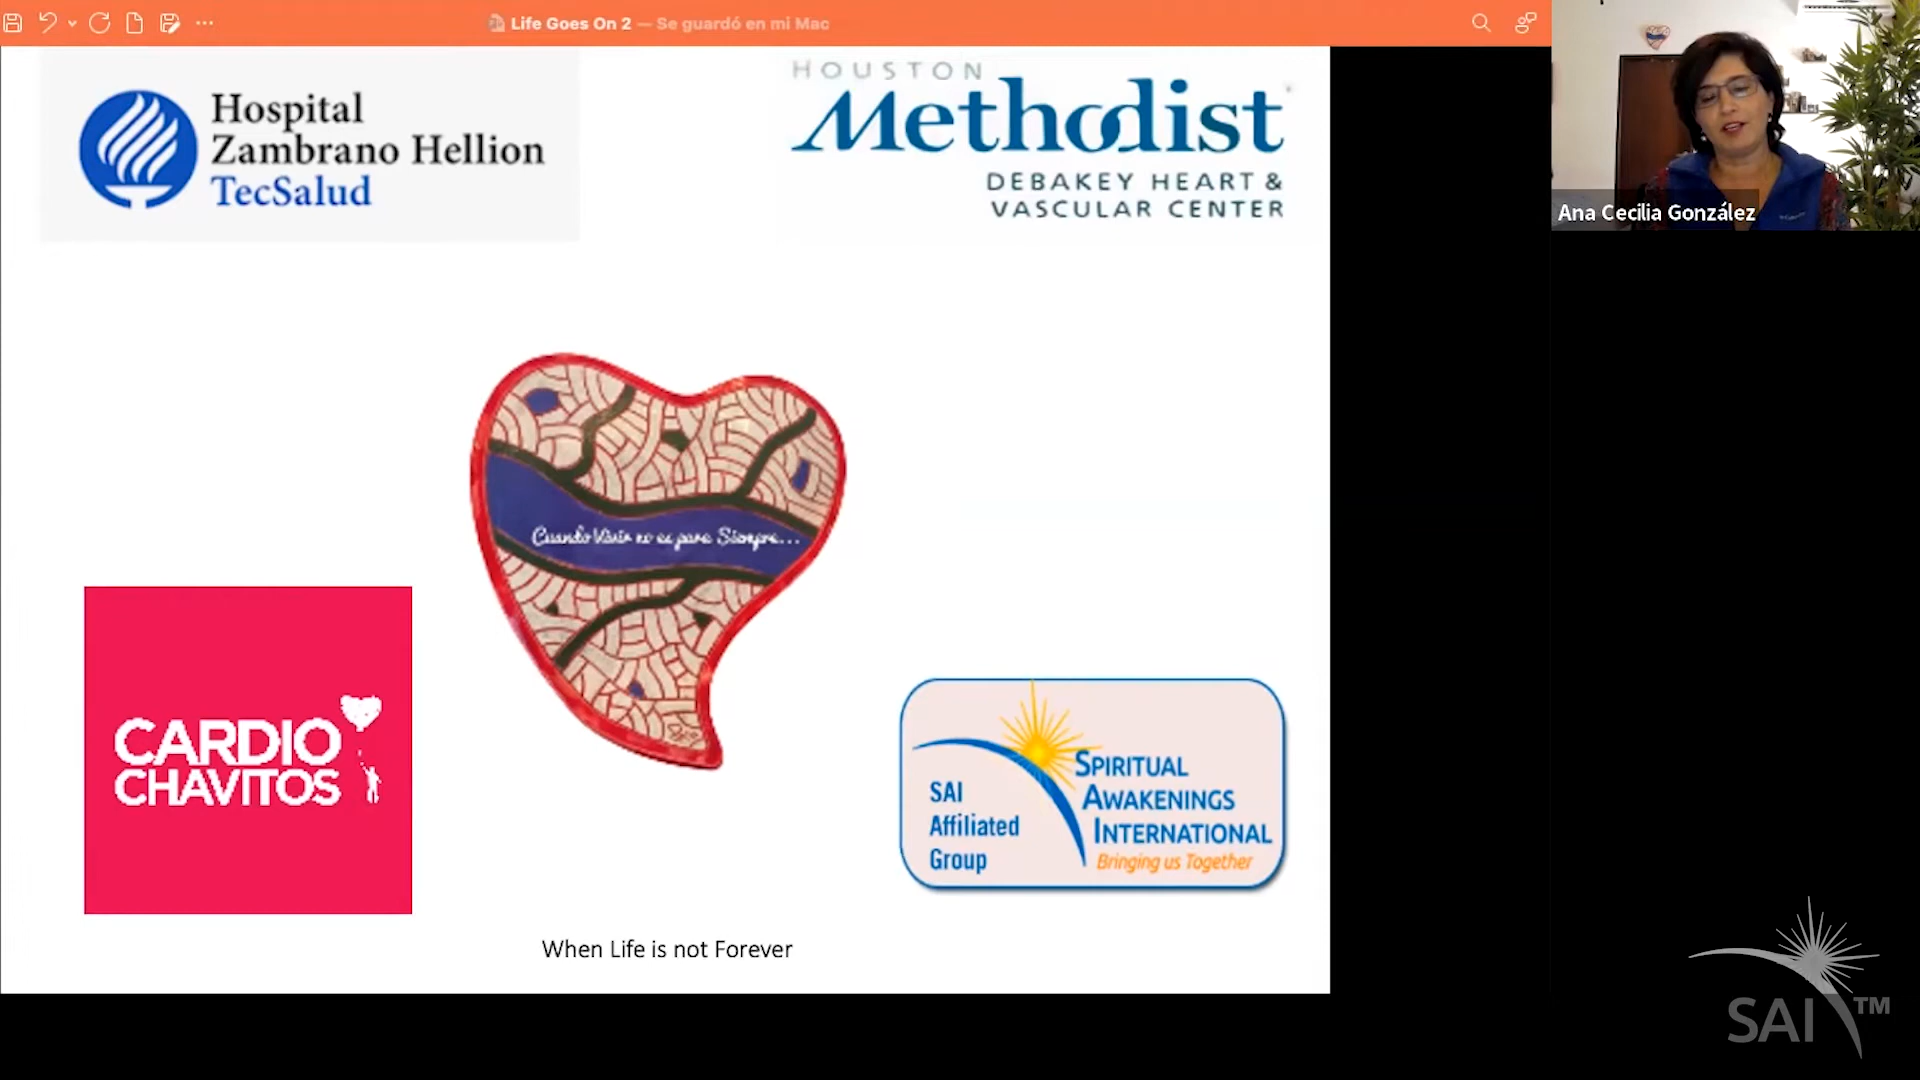 Life Goes On 2 — Se guardó en mi Mac
Hospital
Zambrano Hellion
TecSalud
HOUSTON
Methodist
DEBAKEY HEART &
VASCULAR CENTER
Ana Cecilia González
Cuando Vivir no es para Siempre...
CARDIO
CHAVITOS
SAI
Affiliated
Group
SPIRITUAL
AWAKENINGS
INTERNATIONAL
Bringing us Together
When Life is not Forever
SAI™